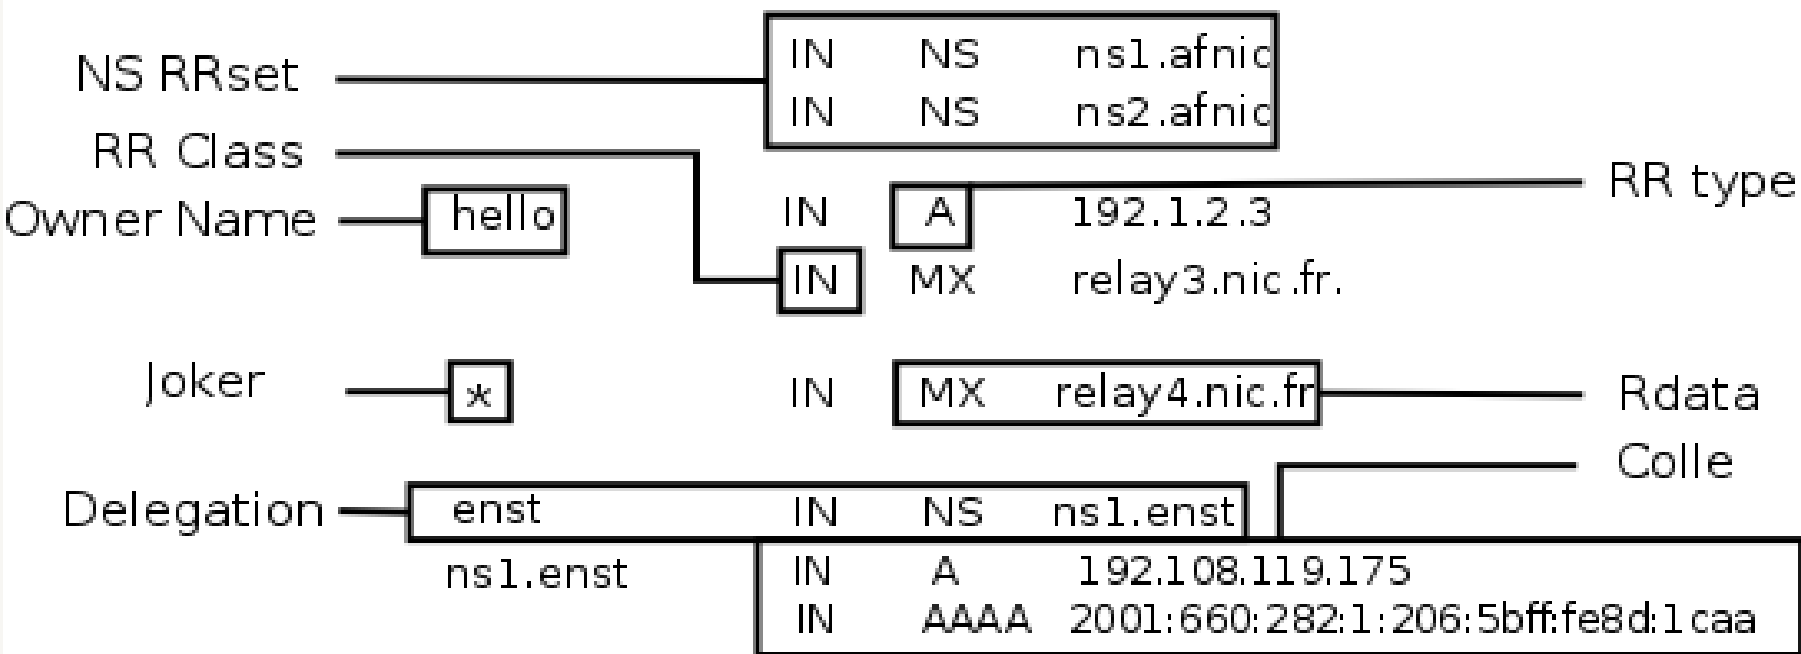 IN NS ns1.afnic
NS RRset
IN NS ns2.afnic
RR Class
RR type
Owner Name hello IN A 192.1.2.3
IN MX relay3.nic.fr.
Joker * IN MX relay4.nic.fr Rdata
Colle
Delegation enst IN NS ns1.enst
ns1.enst IN A 192.108.119.175
IN AAAA 2001:660:282:1:206:5bff:fe8d:1caa